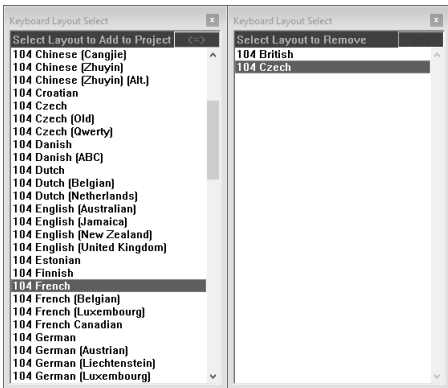 Keyboard Layout Select
Select Layout to Add to Project <=>
104 Chinese (Cangjie)
104 Chinese (Zhuyin)
104 Chinese (Zhuyin) (Alt.)
104 Croatian
104 Czech
104 Czech (Old)
104 Czech (Qwerty)
104 Danish
104 Danish (ABC)
104 Dutch
104 Dutch (Belgian)
104 Dutch (Netherlands)
104 English (Australian)
104 English (Jamaica)
104 English (New Zealand)
104 English (United Kingdom)
104 Estonian
104 Finnish
104 French
104 French (Belgian)
104 French (Luxembourg)
104 French Canadian
104 German
104 German (Austrian)
104 German (Liechtenstein)
104 German (Luxembourg)
Keyboard Layout Select
Select Layout to Remove
104 British
104 Czech